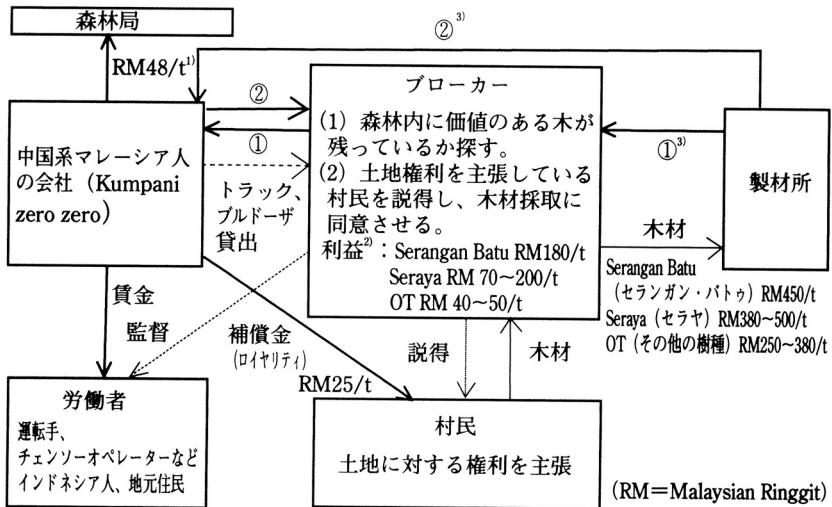 森林局
RM48/t1)
②3)
②
①
中国系マレーシア人
の会社(Kumpani
zero zero)
トラック、
ブルドーザ
貸出
ブローカー
(1)森林内に価値のある木が
残っているか探す。
(2)土地権利を主張している
村民を説得し、木材採取に
同意させる。
利益2):Serangan Batu RM180/t
Seraya RM 70~200/t
OT RM 40~50/t
①3)
製材所
木材
Serangan Batu
(セランガン・バトゥ)RM450/t
Seraya(セラヤ)RM380~500/t
OT(その他の樹種)RM250~380/t
賃金
監督
補償金
(ロイヤリティ)
RM25/t
説得
木材
労働者
運転手、
チェンソーオペレーターなど
インドネシア人、地元住民
村民
土地に対する権利を主張
(RM=Malaysian Ringgit)